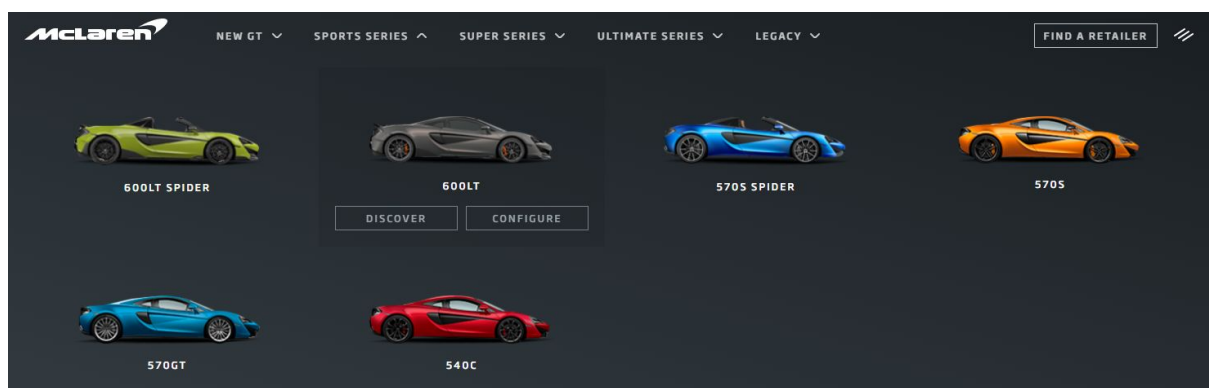 McLaren
NEW GT
SPORTS SERIES
SUPER SERIES
ULTIMATE SERIES
LEGACY
FIND A RETAILER
600LT SPIDER
600LT
570S SPIDER
570S
DISCOVER
CONFIGURE
570GT
540C